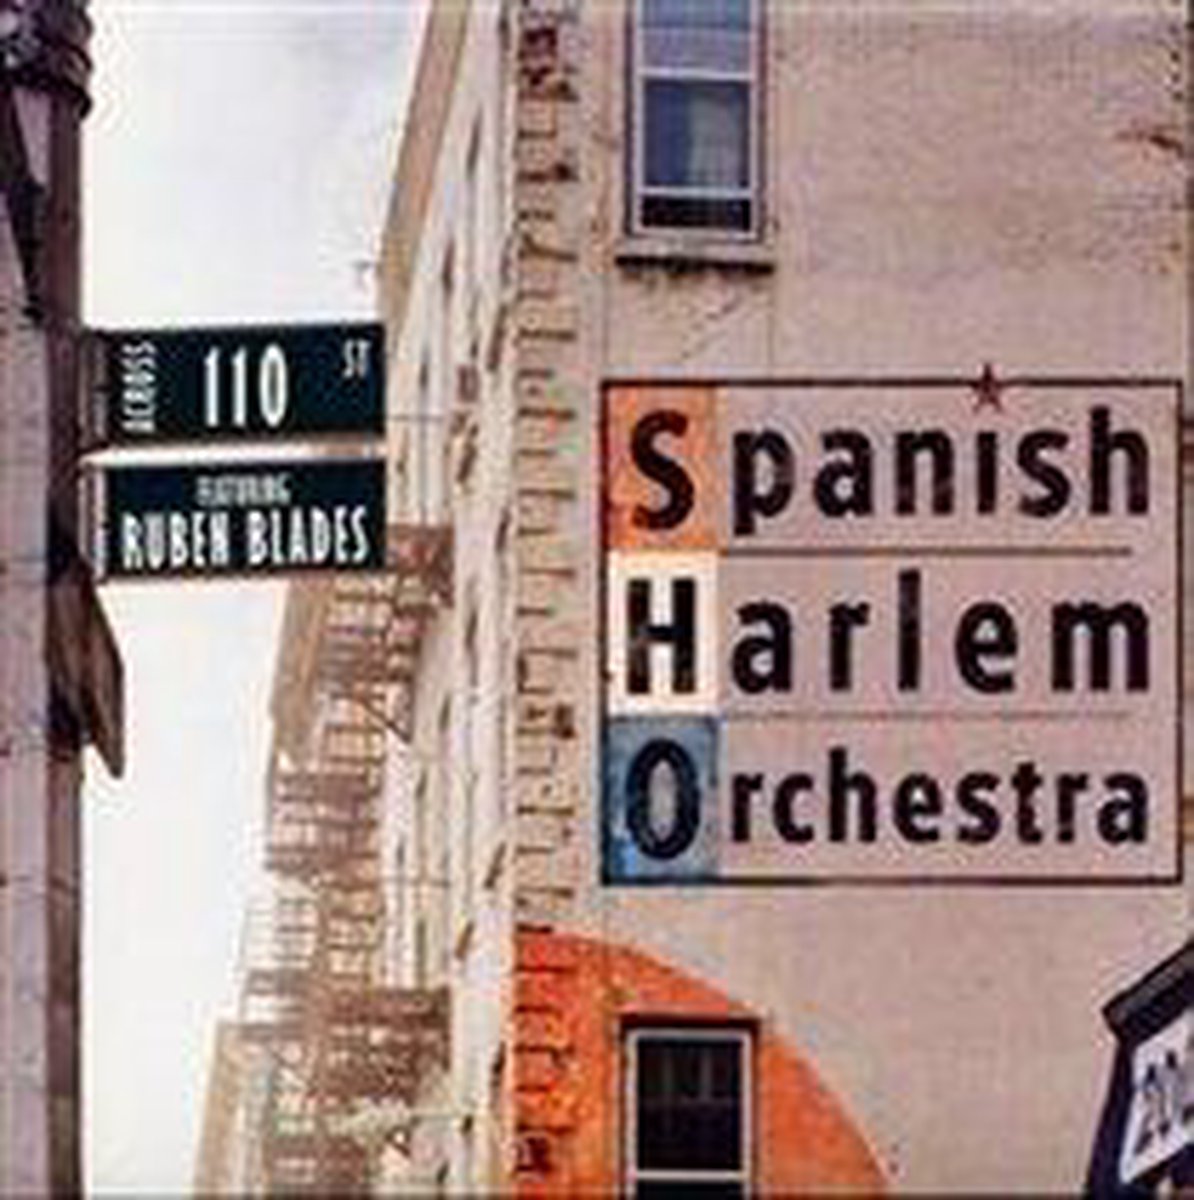 ACROSS 110 ST
FEATURING
RUBEN BLADES
Spanish
Harlem
Orchestra